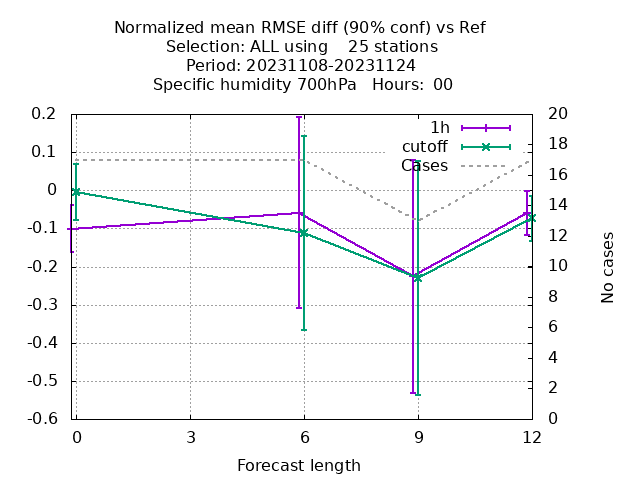 Normalized mean RMSE diff (90% conf) vs Ref
Selection: ALL using    25 stations
Period: 20231108-20231124
Specific humidity 700hPa   Hours:  00
0.2
0.1
0
-0.1
-0.2
-0.3
-0.4
-0.5
-0.6
1h
cutoff
Cases
20
18
16
14
12
10
8
6
4
2
0
No cases
0 3 6 9 12
Forecast length